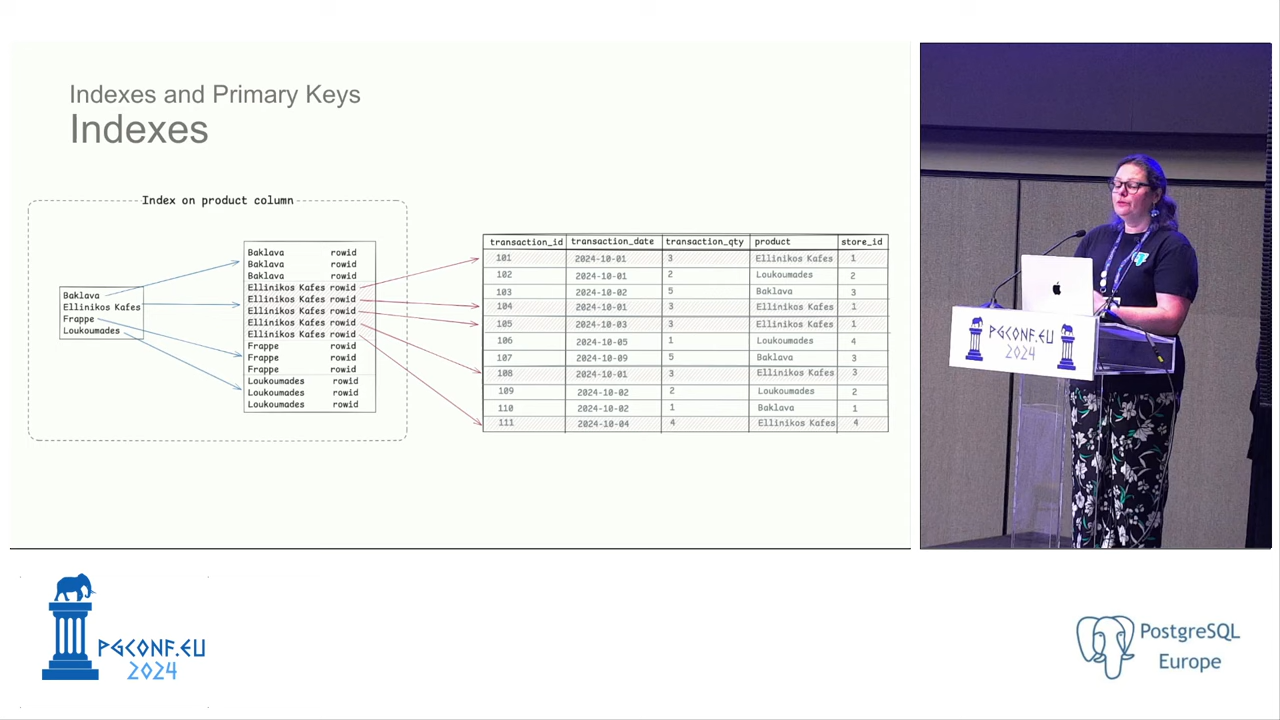 Indexes and Primary Keys
Indexes
Index on product column
Baklava
Ellinikos Kafes
Frappe
Loukoumades
Baklava rowid
Baklava rowid
Baklava rowid
Ellinikos Kafes rowid
Ellinikos Kafes rowid
Ellinikos Kafes rowid
Ellinikos Kafes rowid
Ellinikos Kafes rowid
Frappe rowid
Frappe rowid
Frappe rowid
Loukoumades rowid
Loukoumades rowid
Loukoumades rowid
transaction_id transaction_date transaction_qty product store_id
101 2024-10-01 3 Ellinikos Kafes 1
102 2024-10-01 2 Loukoumades 2
103 2024-10-02 5 Baklava 3
104 2024-10-01 3 Ellinikos Kafes 1
105 2024-10-03 3 Ellinikos Kafes 1
106 2024-10-05 1 Loukoumades 4
107 2024-10-09 5 Baklava 3
108 2024-10-01 3 Ellinikos Kafes 3
109 2024-10-02 2 Loukoumades 2
110 2024-10-02 1 Baklava 1
111 2024-10-04 4 Ellinikos Kafes 4
PGCONF.EU
2024
PGCONF.EU
2024
PostgreSQL
Europe